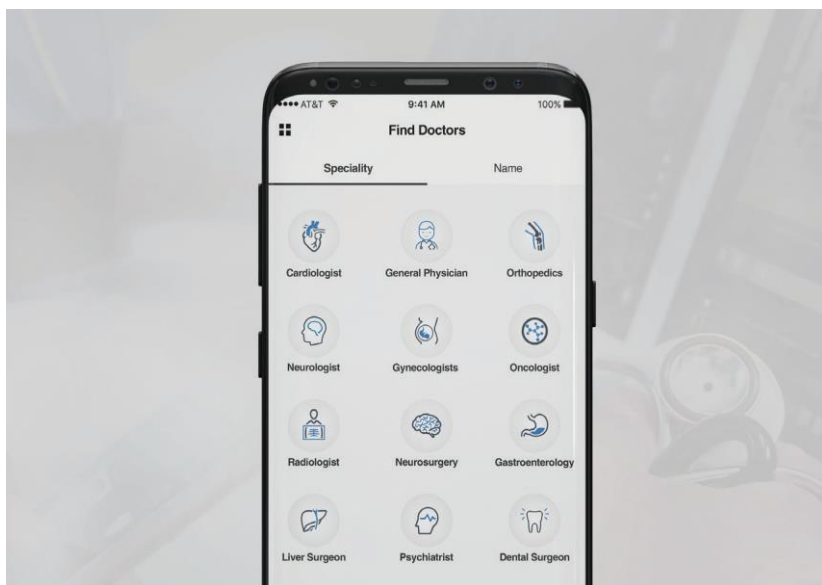 AT&T 9:41 AM 100%
Find Doctors
Speciality Name
Cardiologist General Physician Orthopedics
Neurologist Gynecologists Oncologist
Radiologist Neurosurgery Gastroenterology
Liver Surgeon Psychiatrist Dental Surgeon